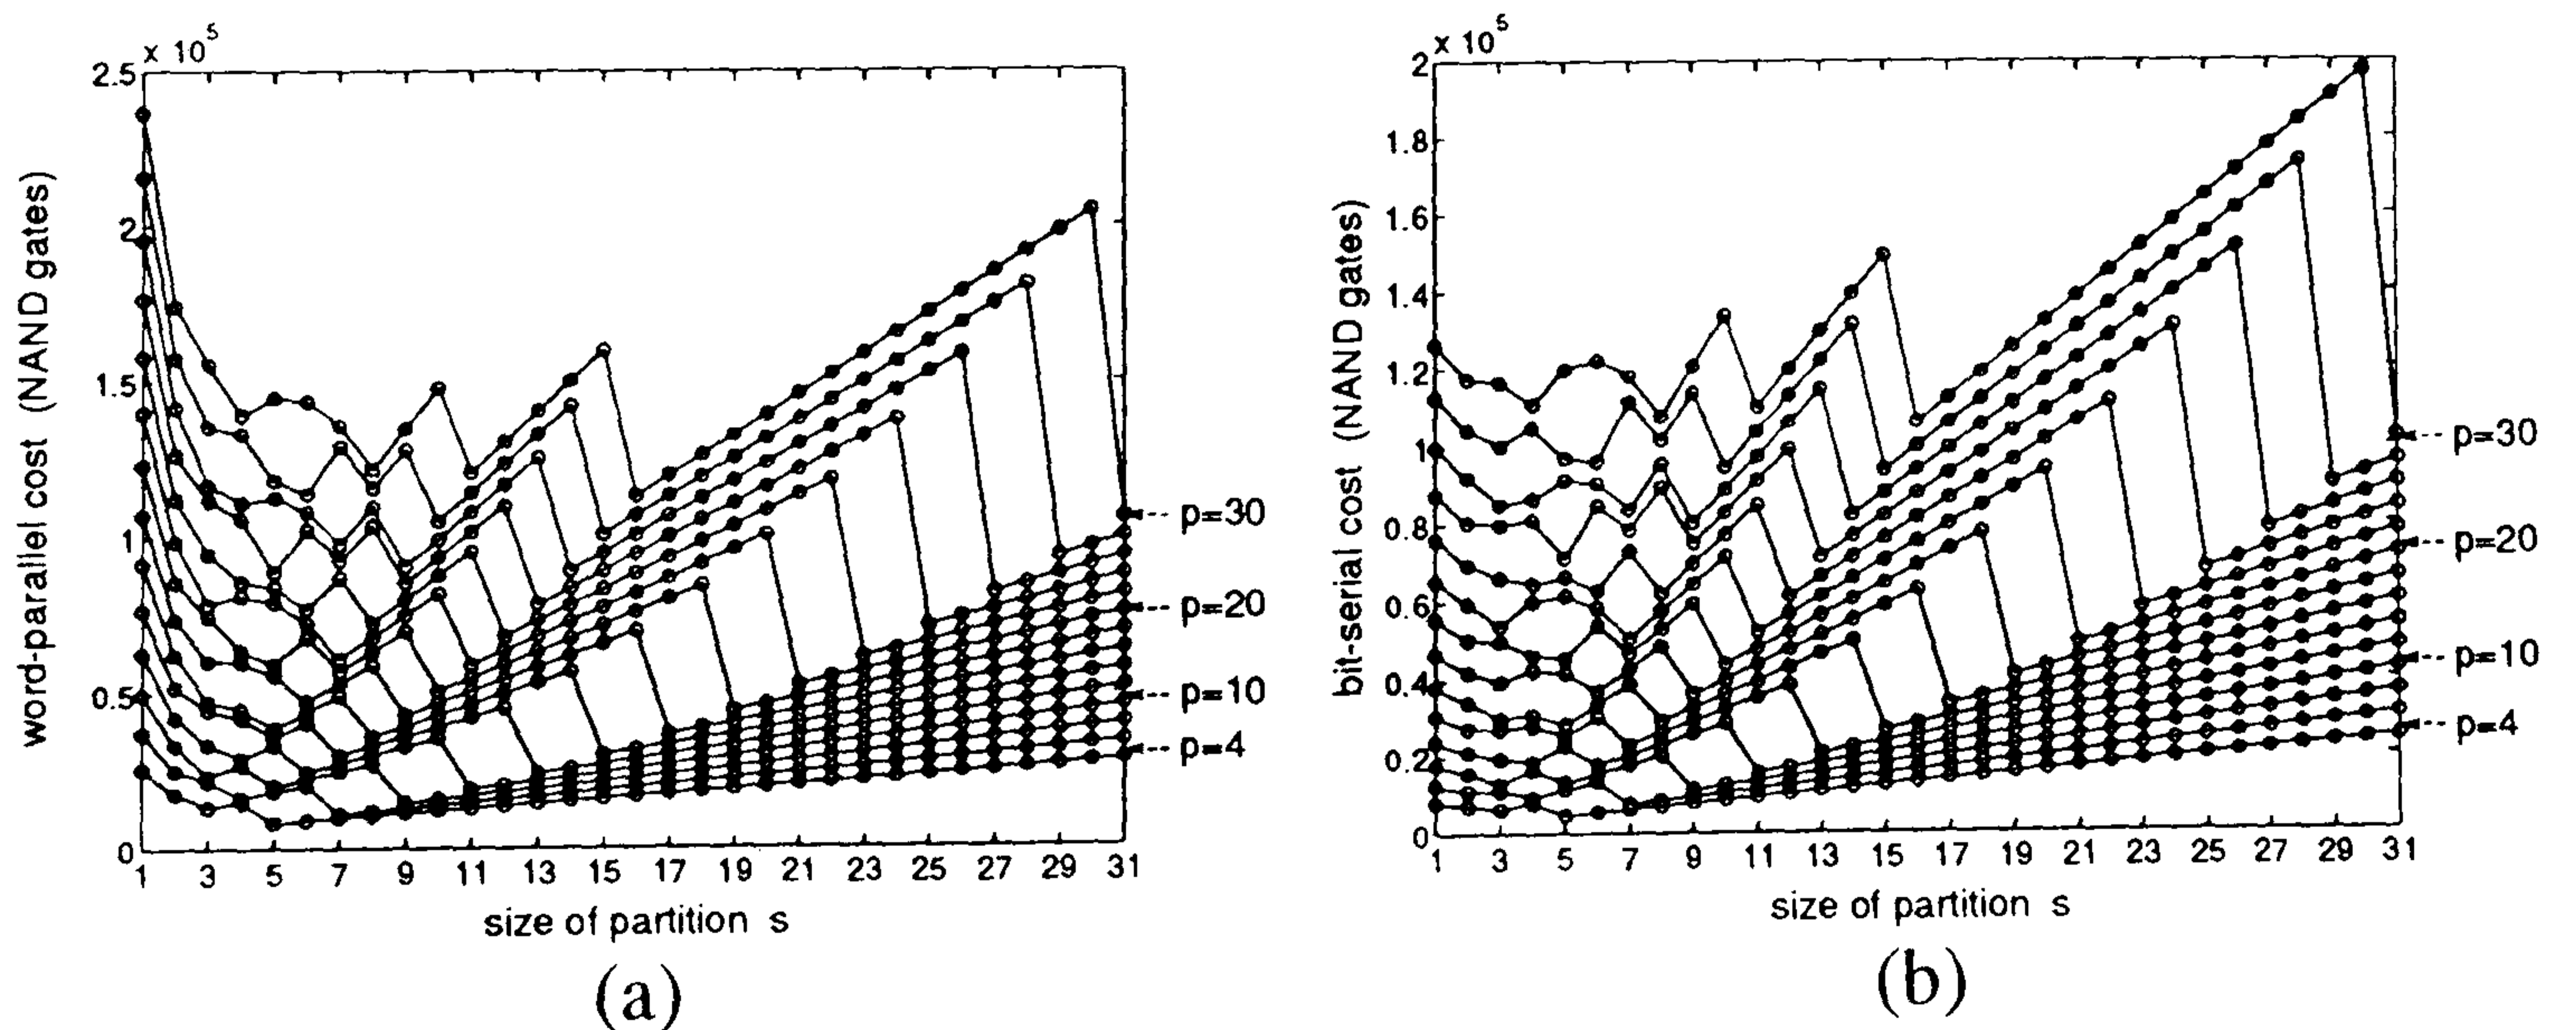 x 10^5
2.5
2
1.5
1
0.5
0
word-parallel cost (NAND gates)
1 3 5 7 9 11 13 15 17 19 21 23 25 27 29 31
size of partition s
p=30
p=20
p=10
p=4
(a)
x 10^5
2
1.8
1.6
1.4
1.2
1
0.8
0.6
0.4
0.2
0
bit-serial cost (NAND gates)
1 3 5 7 9 11 13 15 17 19 21 23 25 27 29 31
size of partition s
p=30
p=20
p=10
p=4
(b)